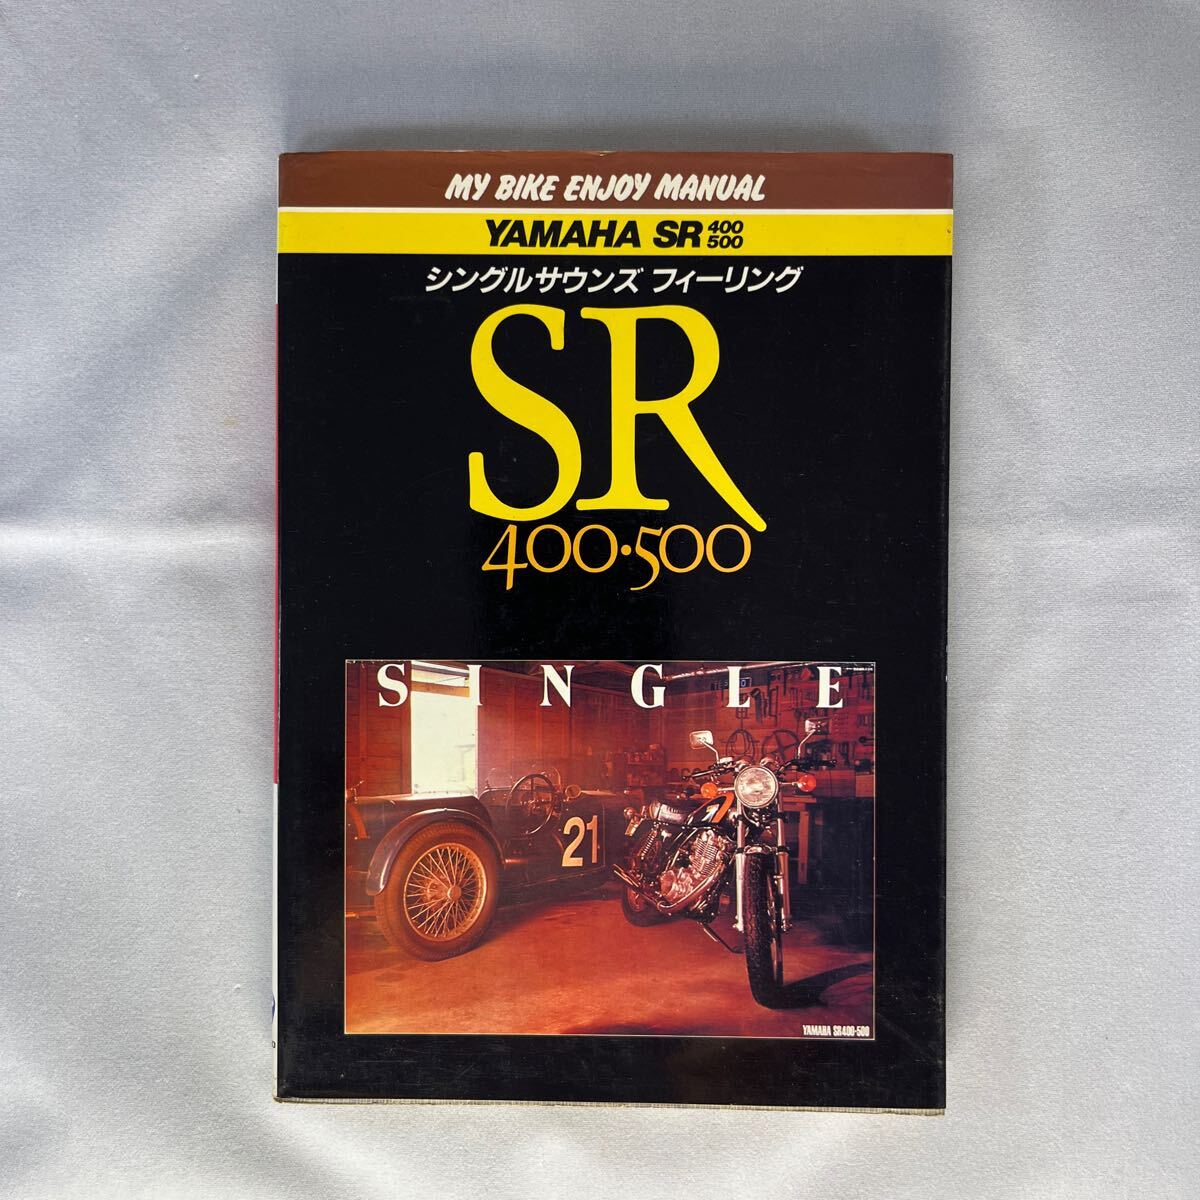 MY BIKE ENJOY MANUAL
YAMAHA SR 400 500
シングルサウンズ フィーリング
SR
400・500
SINGLE
21
YAMAHA SR400・500